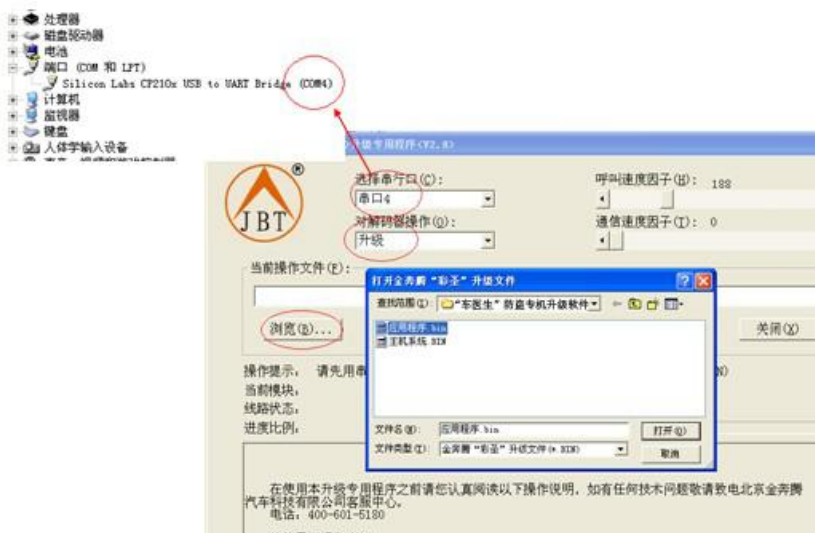 处理器
磁盘驱动器
电池
端口 (COM 和 LPT)
Silicon Labs CP210x USB to UART Bridge (COM4)
计算机
监视器
键盘
人体学输入设备
升级专用程序<V2.8>
JBT
®
选择串行口(C):
串口4
对解码器操作(O):
升级
呼叫速度因子(H): 188
通信速度因子(T): 0
当前操作文件(F):
浏览(B)...
关闭(X)
打开金奔腾“彩圣”升级文件
查找范围(I):
“车医生”防盗专机升级软件
应用程序.bin
主机系统.BIN
文件名(N):
应用程序.bin
打开(O)
文件类型(T):
金奔腾“彩圣”升级文件(*.BIN)
取消
操作提示, 请先用串
N)
当前模块,
线路状态,
进度比例,
在使用本升级专用程序之前请您认真阅读以下操作说明, 如有任何技术问题敬请致电北京金奔腾
汽车科技有限公司客服中心。
电话: 400-601-5180